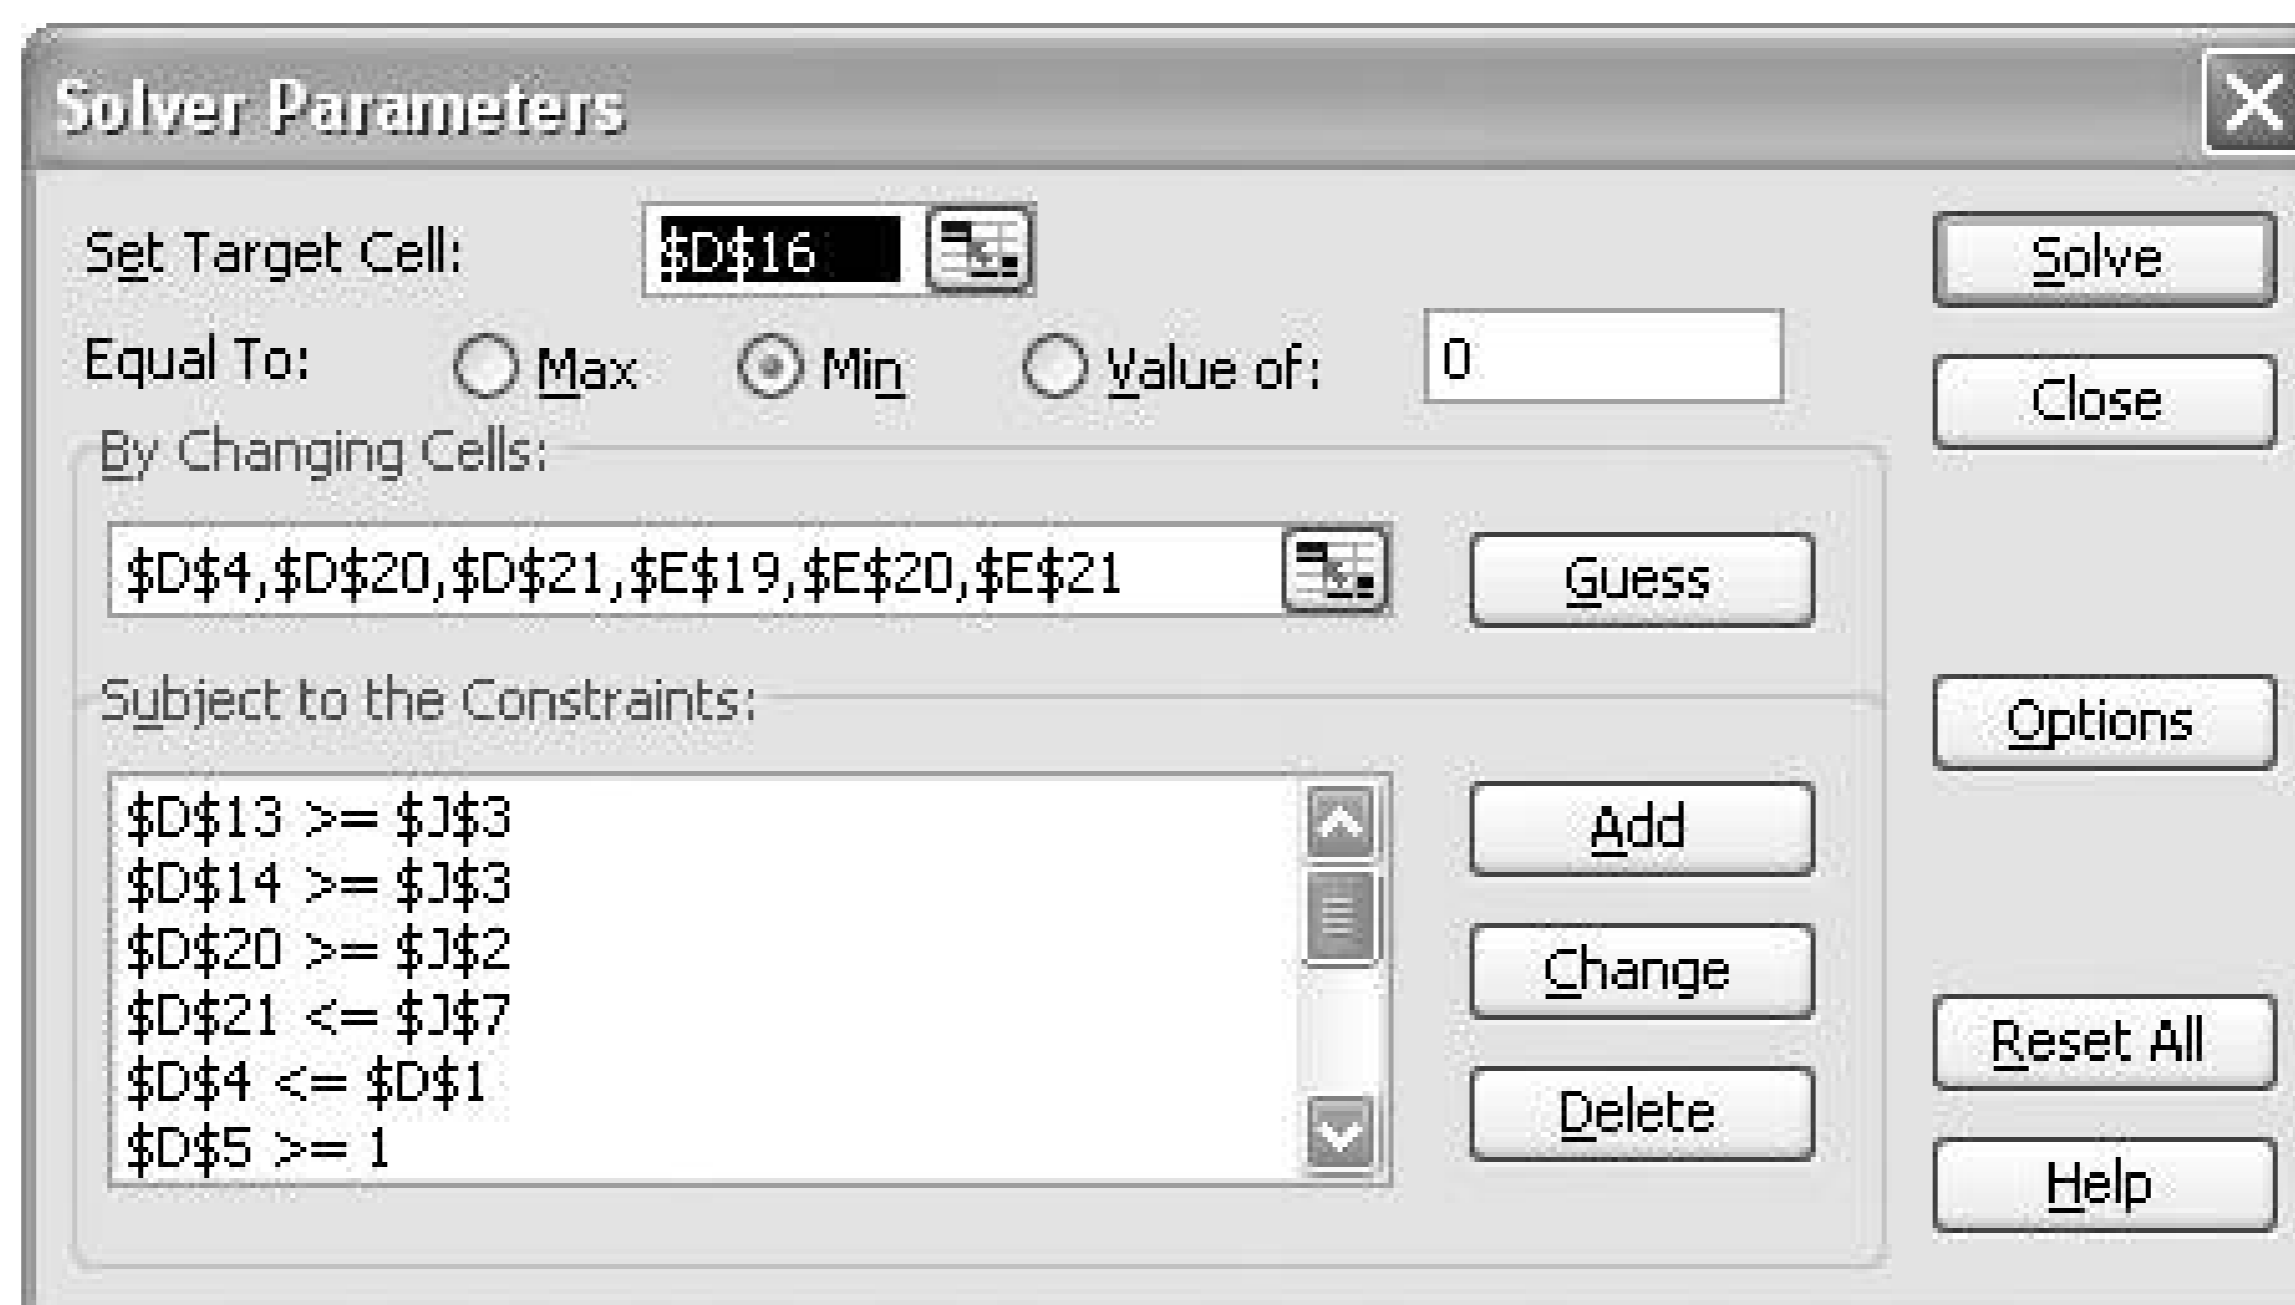 Solver Parameters
Set Target Cell: $D$16
Solve
Equal To: Max Min Value of: 0
Close
By Changing Cells:
$D$4,$D$20,$D$21,$E$19,$E$20,$E$21
Guess
Subject to the Constraints:
Options
$D$13 >= $J$3
$D$14 >= $J$3
$D$20 >= $J$2
$D$21 <= $J$7
$D$4 <= $D$1
$D$5 >= 1
Add
Change
Delete
Reset All
Help